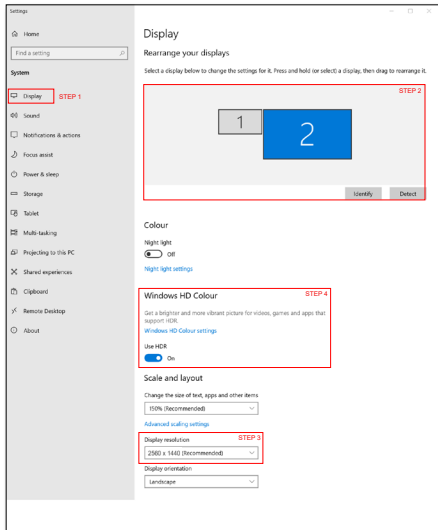 Settings
Home
Find a setting
System
Display STEP 1
Sound
Notifications & actions
Focus assist
Power & sleep
Storage
Tablet
Multi-tasking
Projecting to this PC
Shared experiences
Clipboard
Remote Desktop
About
Display
Rearrange your displays
Select a display below to change the settings for it. Press and hold (or select) a display, then drag to rearrange it.
STEP 2
1 2
Identify Detect
Colour
Night light
Off
Night light settings
Windows HD Colour STEP 4
Get a brighter and more vibrant picture for videos, games and apps that
support HDR.
Windows HD Colour settings
Use HDR
On
Scale and layout
Change the size of text, apps and other items
150% (Recommended)
Advanced scaling settings
Display resolution STEP 3
2560 x 1440 (Recommended)
Display orientation
Landscape